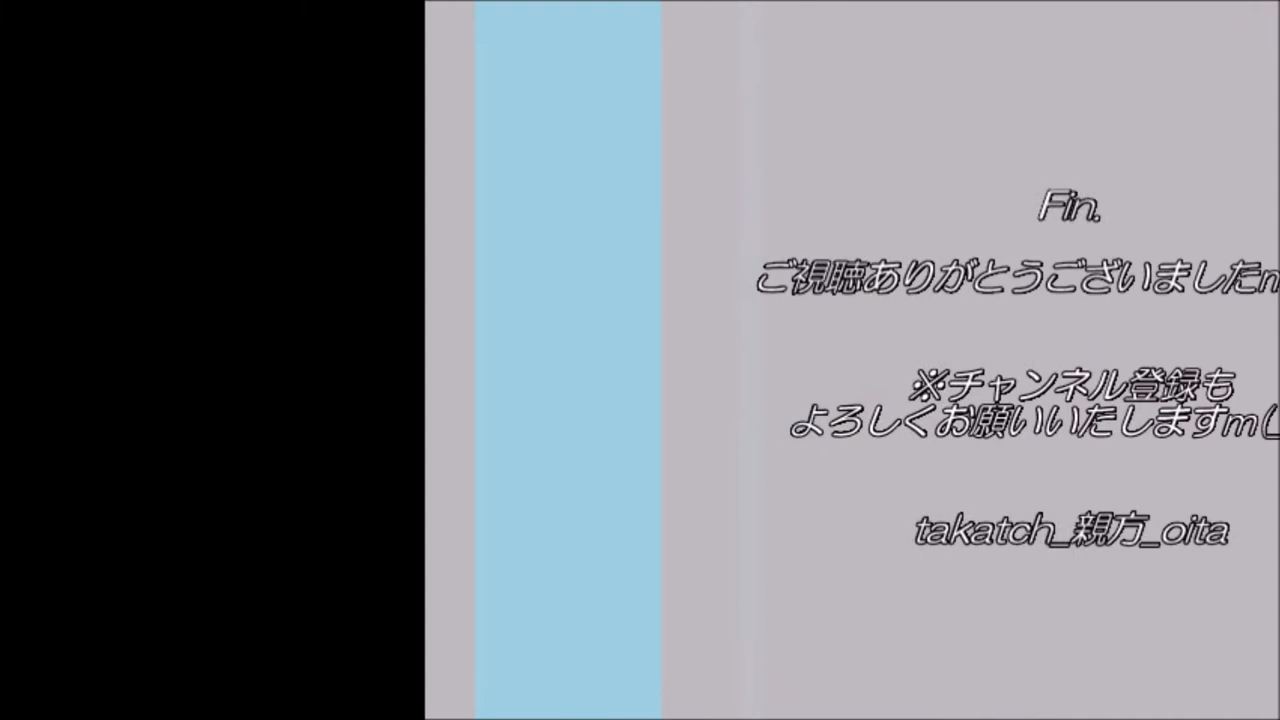 Fin.
ご視聴ありがとうございましたm
※チャンネル登録も
よろしくお願いいたしますm(_
takatch_親方_oita